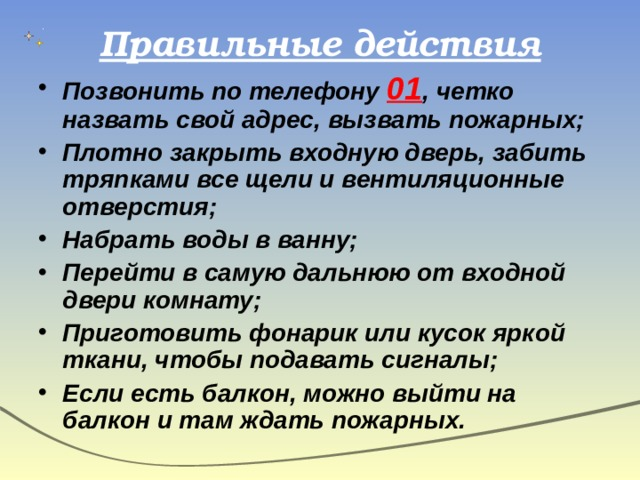 Правильные действия
• Позвонить по телефону 01, четко
назвать свой адрес, вызвать пожарных;
• Плотно закрыть входную дверь, забить
тряпками все щели и вентиляционные
отверстия;
• Набрать воды в ванну;
• Перейти в самую дальнюю от входной
двери комнату;
• Приготовить фонарик или кусок яркой
ткани, чтобы подавать сигналы;
• Если есть балкон, можно выйти на
балкон и там ждать пожарных.